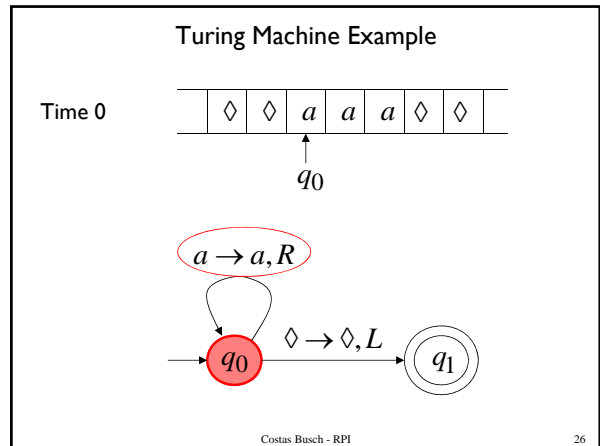 Turing Machine Example
Time 0
◊ ◊ a a a ◊ ◊
q0
a → a, R
◊ → ◊, L
q0
q1
Costas Busch - RPI
26